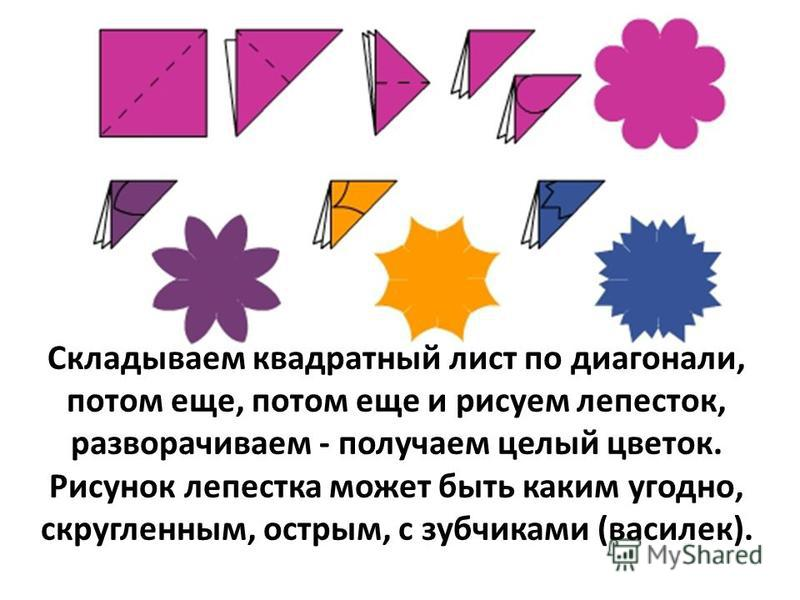 Складываем квадратный лист по диагонали,
потом еще, потом еще и рисуем лепесток,
разворачиваем - получаем целый цветок.
Рисунок лепестка может быть каким угодно,
скругленным, острым, с зубчиками (василек).
MyShared